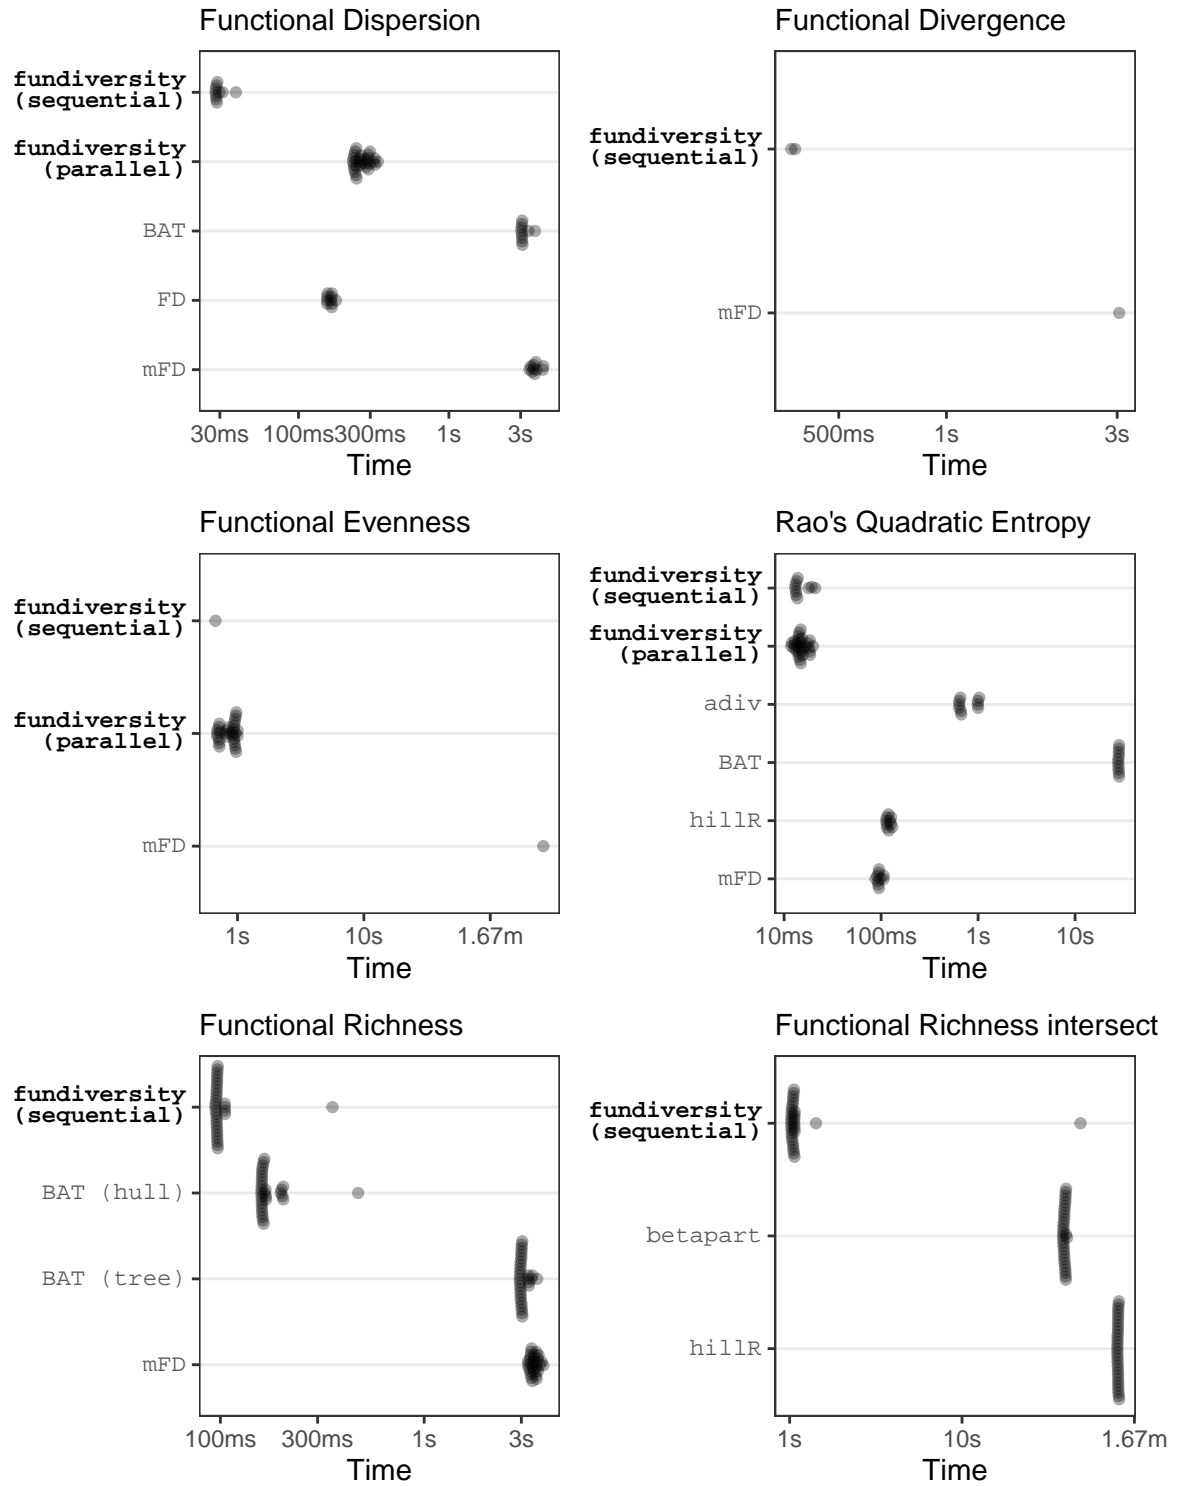 Functional Dispersion
fundiversity
(sequential)
fundiversity
(parallel)
BAT
FD
mFD
30ms 100ms 300ms 1s 3s
Time
Functional Divergence
fundiversity
(sequential)
mFD
500ms 1s 3s
Time
Functional Evenness
fundiversity
(sequential)
fundiversity
(parallel)
mFD
1s 10s 1.67m
Time
Rao's Quadratic Entropy
fundiversity
(sequential)
fundiversity
(parallel)
adiv
BAT
hillR
mFD
10ms 100ms 1s 10s
Time
Functional Richness
fundiversity
(sequential)
BAT (hull)
BAT (tree)
mFD
100ms 300ms 1s 3s
Time
Functional Richness intersect
fundiversity
(sequential)
betapart
hillR
1s 10s 1.67m
Time